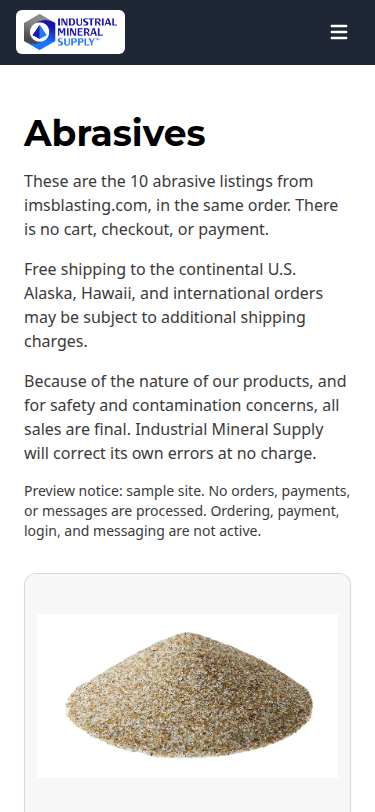 INDUSTRIAL
MINERAL
SUPPLY™
Abrasives
These are the 10 abrasive listings from
imsblasting.com, in the same order. There
is no cart, checkout, or payment.
Free shipping to the continental U.S.
Alaska, Hawaii, and international orders
may be subject to additional shipping
charges.
Because of the nature of our products, and
for safety and contamination concerns, all
sales are final. Industrial Mineral Supply
will correct its own errors at no charge.
Preview notice: sample site. No orders, payments,
or messages are processed. Ordering, payment,
login, and messaging are not active.